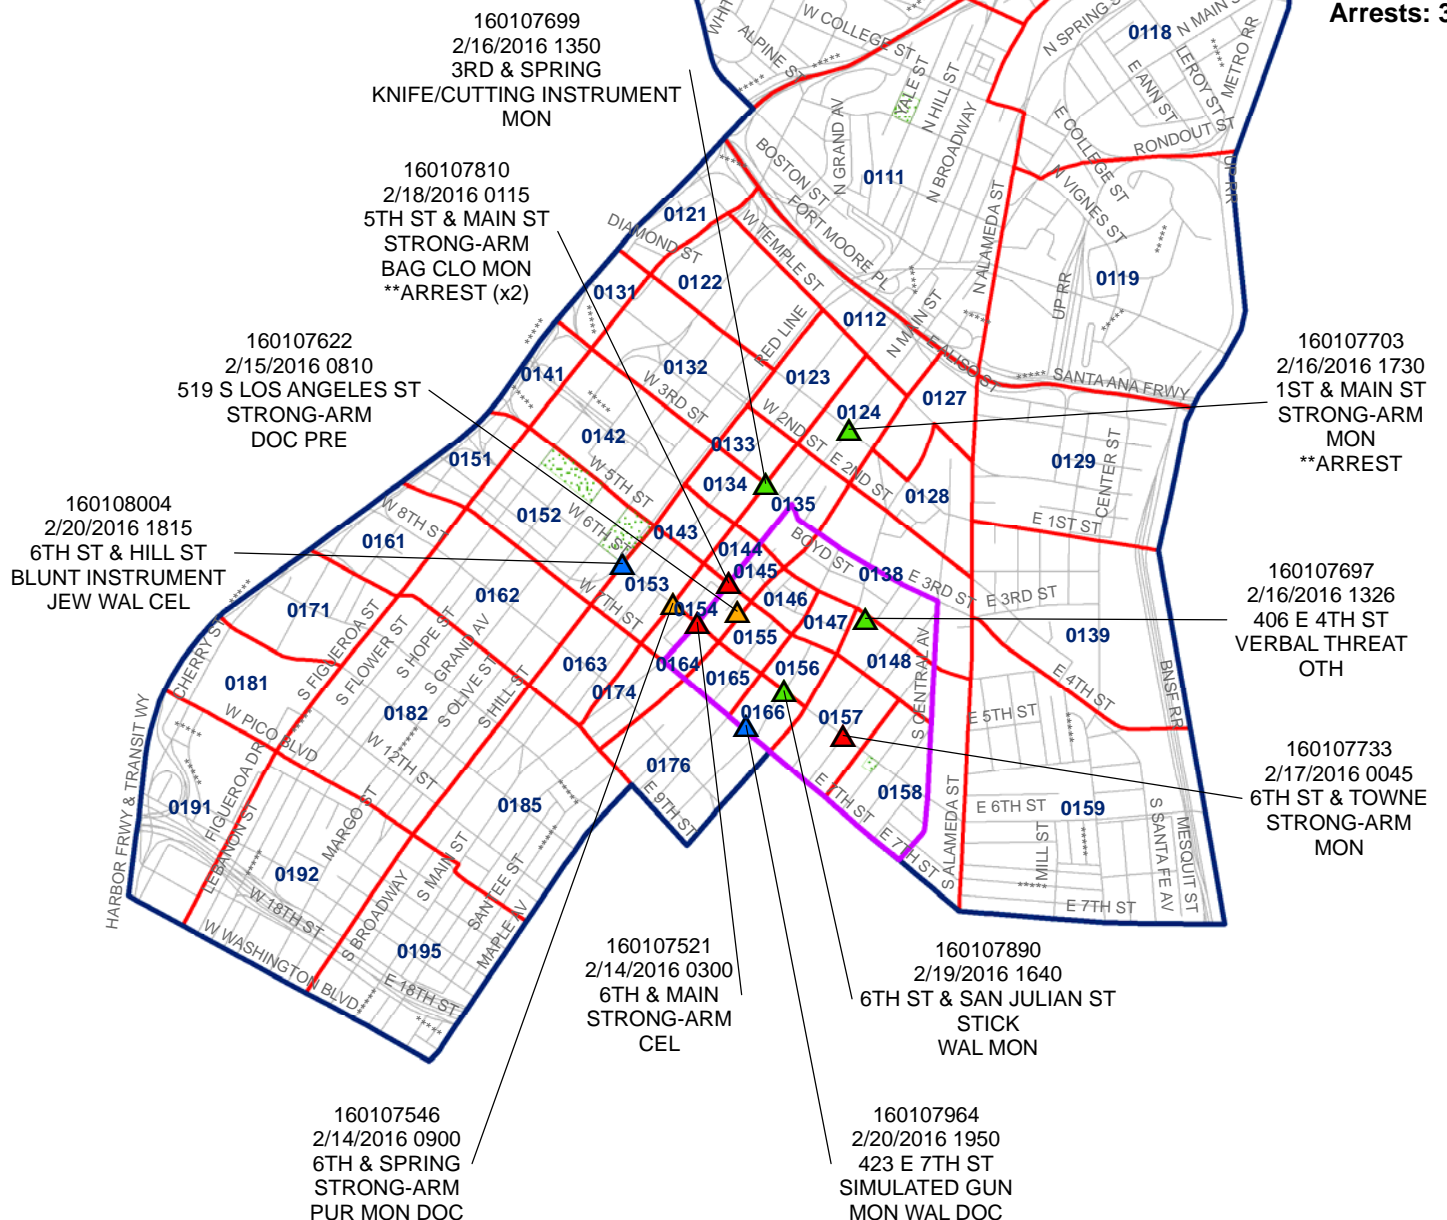 Arrests: 3
160107699
2/16/2016 1350
3RD & SPRING
KNIFE/CUTTING INSTRUMENT
MON
160107810
2/18/2016 0115
5TH ST & MAIN ST
STRONG-ARM
BAG CLO MON
**ARREST (x2)
160107622
2/15/2016 0810
519 S LOS ANGELES ST
STRONG-ARM
DOC PRE
160108004
2/20/2016 1815
6TH ST & HILL ST
BLUNT INSTRUMENT
JEW WAL CEL
160107703
2/16/2016 1730
1ST & MAIN ST
STRONG-ARM
MON
**ARREST
160107697
2/16/2016 1326
406 E 4TH ST
VERBAL THREAT
OTH
160107733
2/17/2016 0045
6TH ST & TOWNE
STRONG-ARM
MON
160107521
2/14/2016 0300
6TH & MAIN
STRONG-ARM
CEL
160107890
2/19/2016 1640
6TH ST & SAN JULIAN ST
STICK
WAL MON
160107546
2/14/2016 0900
6TH & SPRING
STRONG-ARM
PUR MON DOC
160107964
2/20/2016 1950
423 E 7TH ST
SIMULATED GUN
MON WAL DOC
W COLLEGE ST
ALPINE ST
YALE ST
N HILL ST
N GRAND AV
N BROADWAY
N SPRING S
N MAIN S
0118
LEROY ST
METRO RR
E ANN ST
E COLLEGE ST
RONDOUT ST
BOSTON ST
0111
N VIGNES ST
UP RR
FORT MOORE PL
N ALAMEDA ST
0121
DIAMOND ST
W TEMPLE ST
0122
0131
0119
UP RR
RED LINE
0112
N MAIN ST
E ALISO ST
SANTA ANA FRWY
0132
0141
W 3RD ST
0123
0127
0124
W 2ND ST
E 2ND ST
0142
0133
0129
CENTER ST
0151
W 5TH ST
0134
0135
0128
0152
W 6TH ST
W 8TH ST
0161
0143
0144
BOYD ST
E 1ST ST
0145
0138
E 3RD ST
E 3RD ST
0153
W 7TH ST
0162
0171
0146
0154
0147
0139
0155
0148
S CENTRAL AV
CHERRY ST
S FIGUEROA ST
S FLOWER ST
S HOPE ST
S GRAND AV
S OLIVE ST
S HILL ST
0163
0164
0156
0165
0174
E 4TH ST
BNSF RR
0181
0182
W PICO BLVD
W 12TH ST
0166
0157
E 5TH ST
0176
E 7TH ST
0158
E 9TH ST
HARBOR FRWY & TRANSIT WY
0191
FIGUEROA DR
LEBANON ST
MARGO ST
0185
S ALAMEDA ST
E 6TH ST
0159
S SANTA FE AV
MESQUIT ST
E 7TH ST
MILL ST
E 7TH ST
0192
W 18TH ST
S BROADWAY
S MAIN ST
SANTEE ST
MAPLE AV
0195
W WASHINGTON BLVD
E 18TH ST